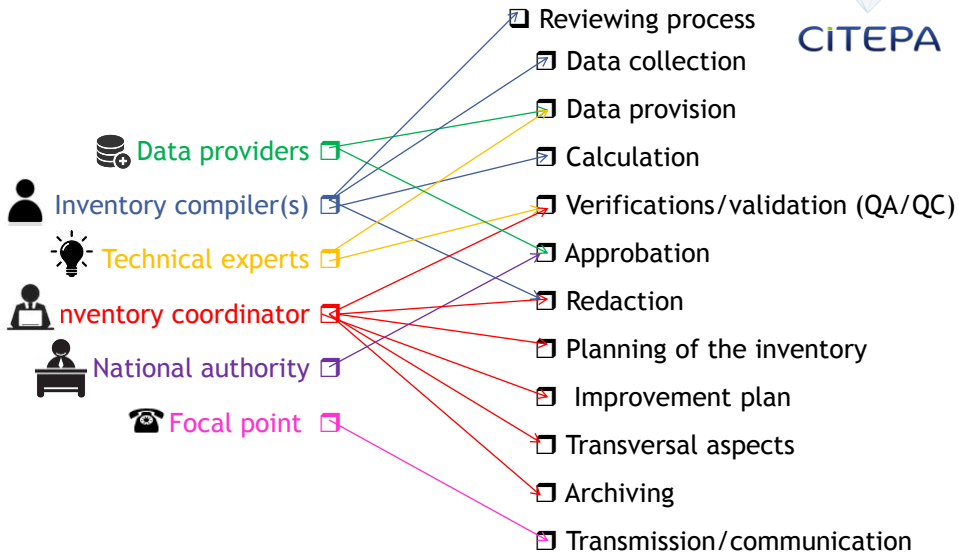 Reviewing process
CITEPA
Data collection
Data provision
Data providers
Calculation
Inventory compiler(s)
Verifications/validation (QA/QC)
Technical experts
Approbation
nventory coordinator
Redaction
Planning of the inventory
National authority
Improvement plan
Focal point
Transversal aspects
Archiving
Transmission/communication